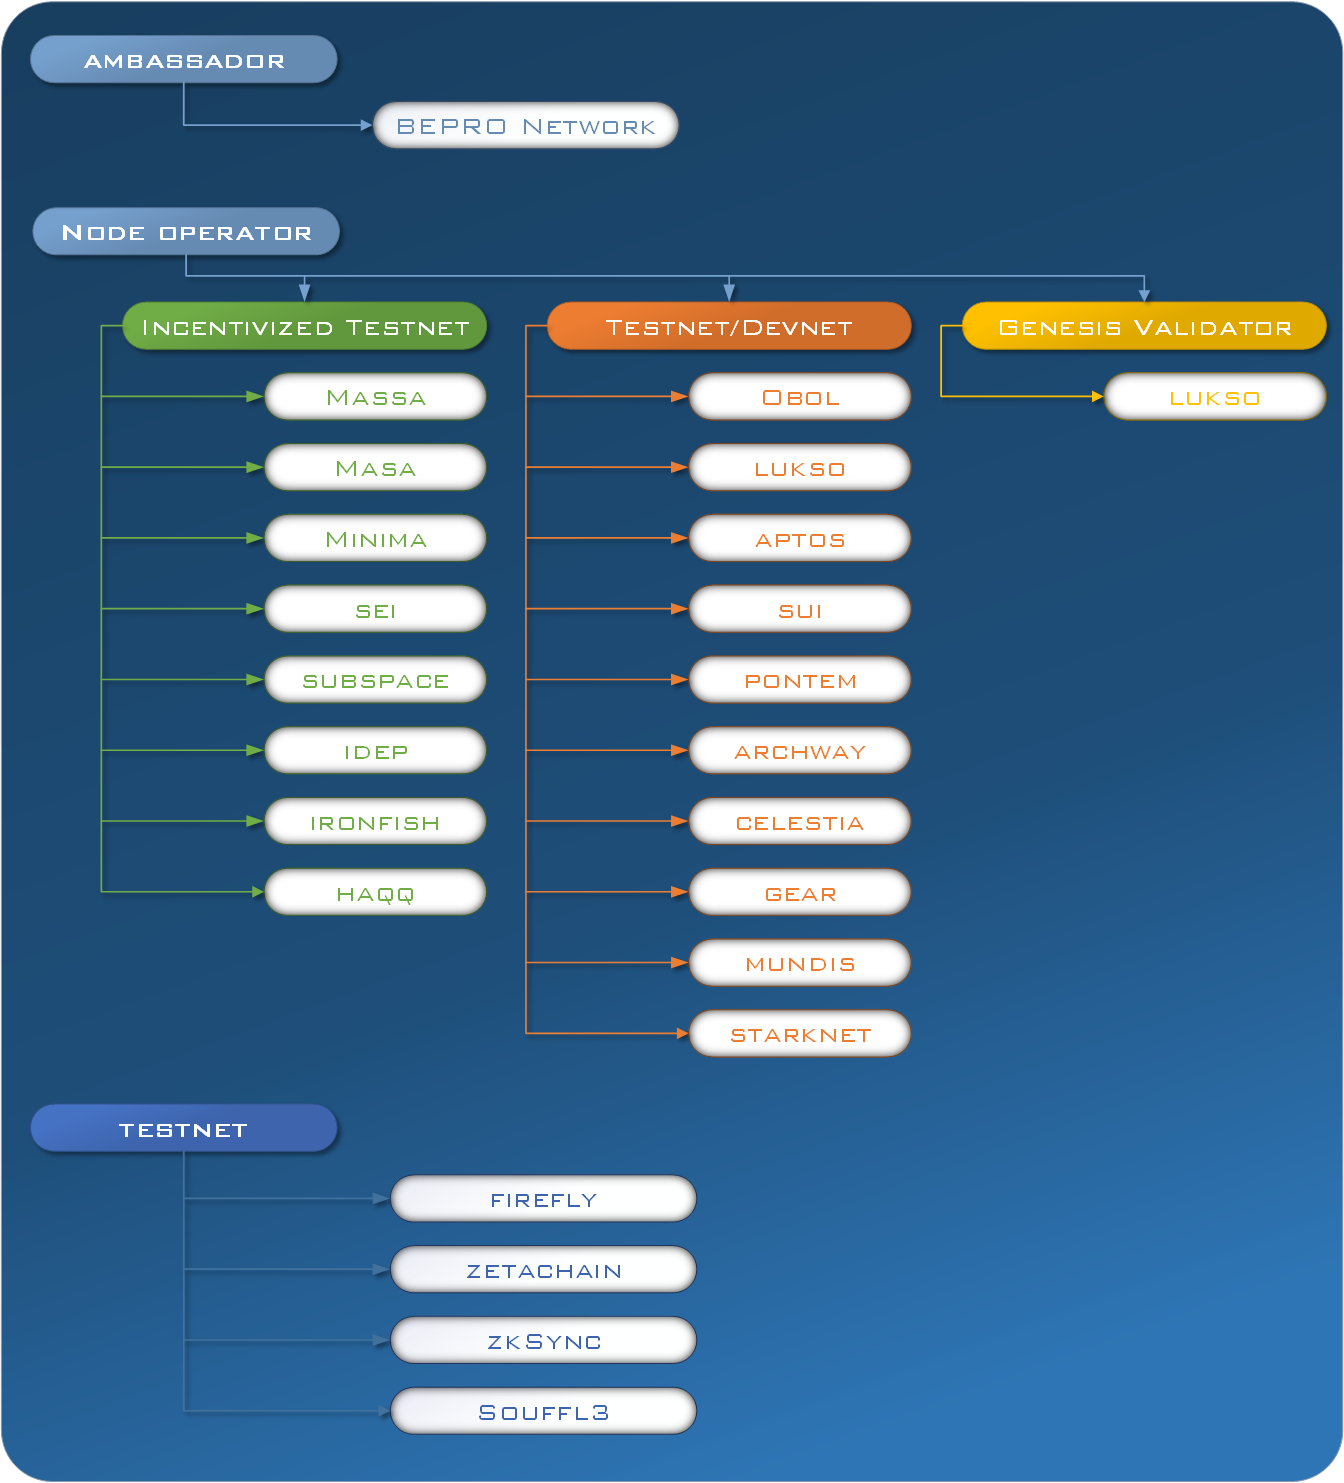 AMBASSADOR
BEPRO Network
Node operator
Incentivized Testnet
Massa
Masa
Minima
SEI
SUBSPACE
IDEP
IRONFISH
HAQQ
Testnet/Devnet
Obol
LUKSO
APTOS
SUI
PONTEM
ARCHWAY
CELESTIA
GEAR
MUNDIS
STARKNET
Genesis Validator
LUKSO
TESTNET
FIREFLY
ZETACHAIN
zkSync
Souffl3